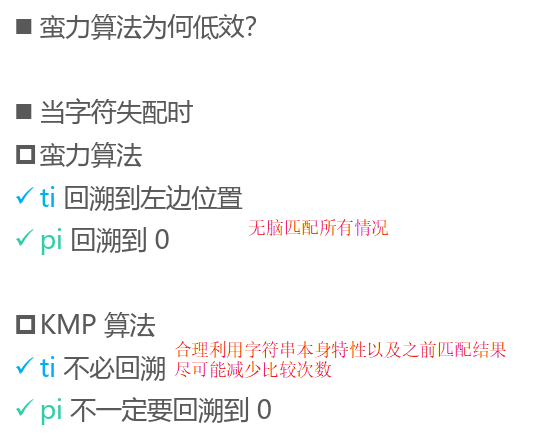 ■ 蛮力算法为何低效？
■ 当字符失配时
蛮力算法
✓ ti 回溯到左边位置
✓ pi 回溯到 0
无脑匹配所有情况
KMP 算法
✓ ti 不必回溯
合理利用字符串本身特性以及之前匹配结果
尽可能减少比较次数
✓ pi 不一定要回溯到 0